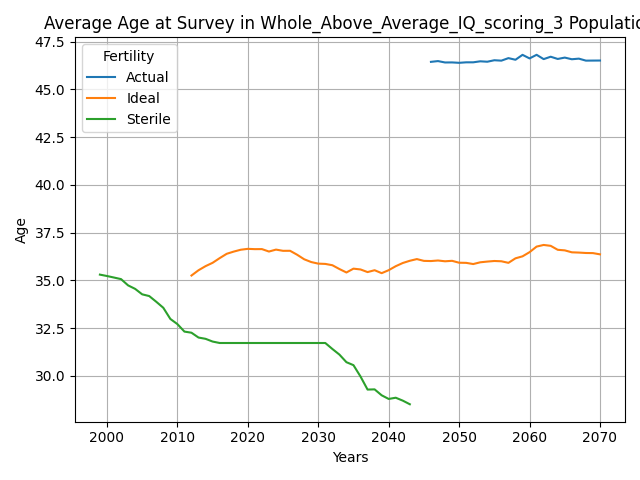 Average Age at Survey in Whole_Above_Average_IQ_scoring_3 Populatio
Fertility
Actual
Ideal
Sterile
47.5
45.0
42.5
40.0
37.5
35.0
32.5
30.0
Age
2000 2010 2020 2030 2040 2050 2060 2070
Years